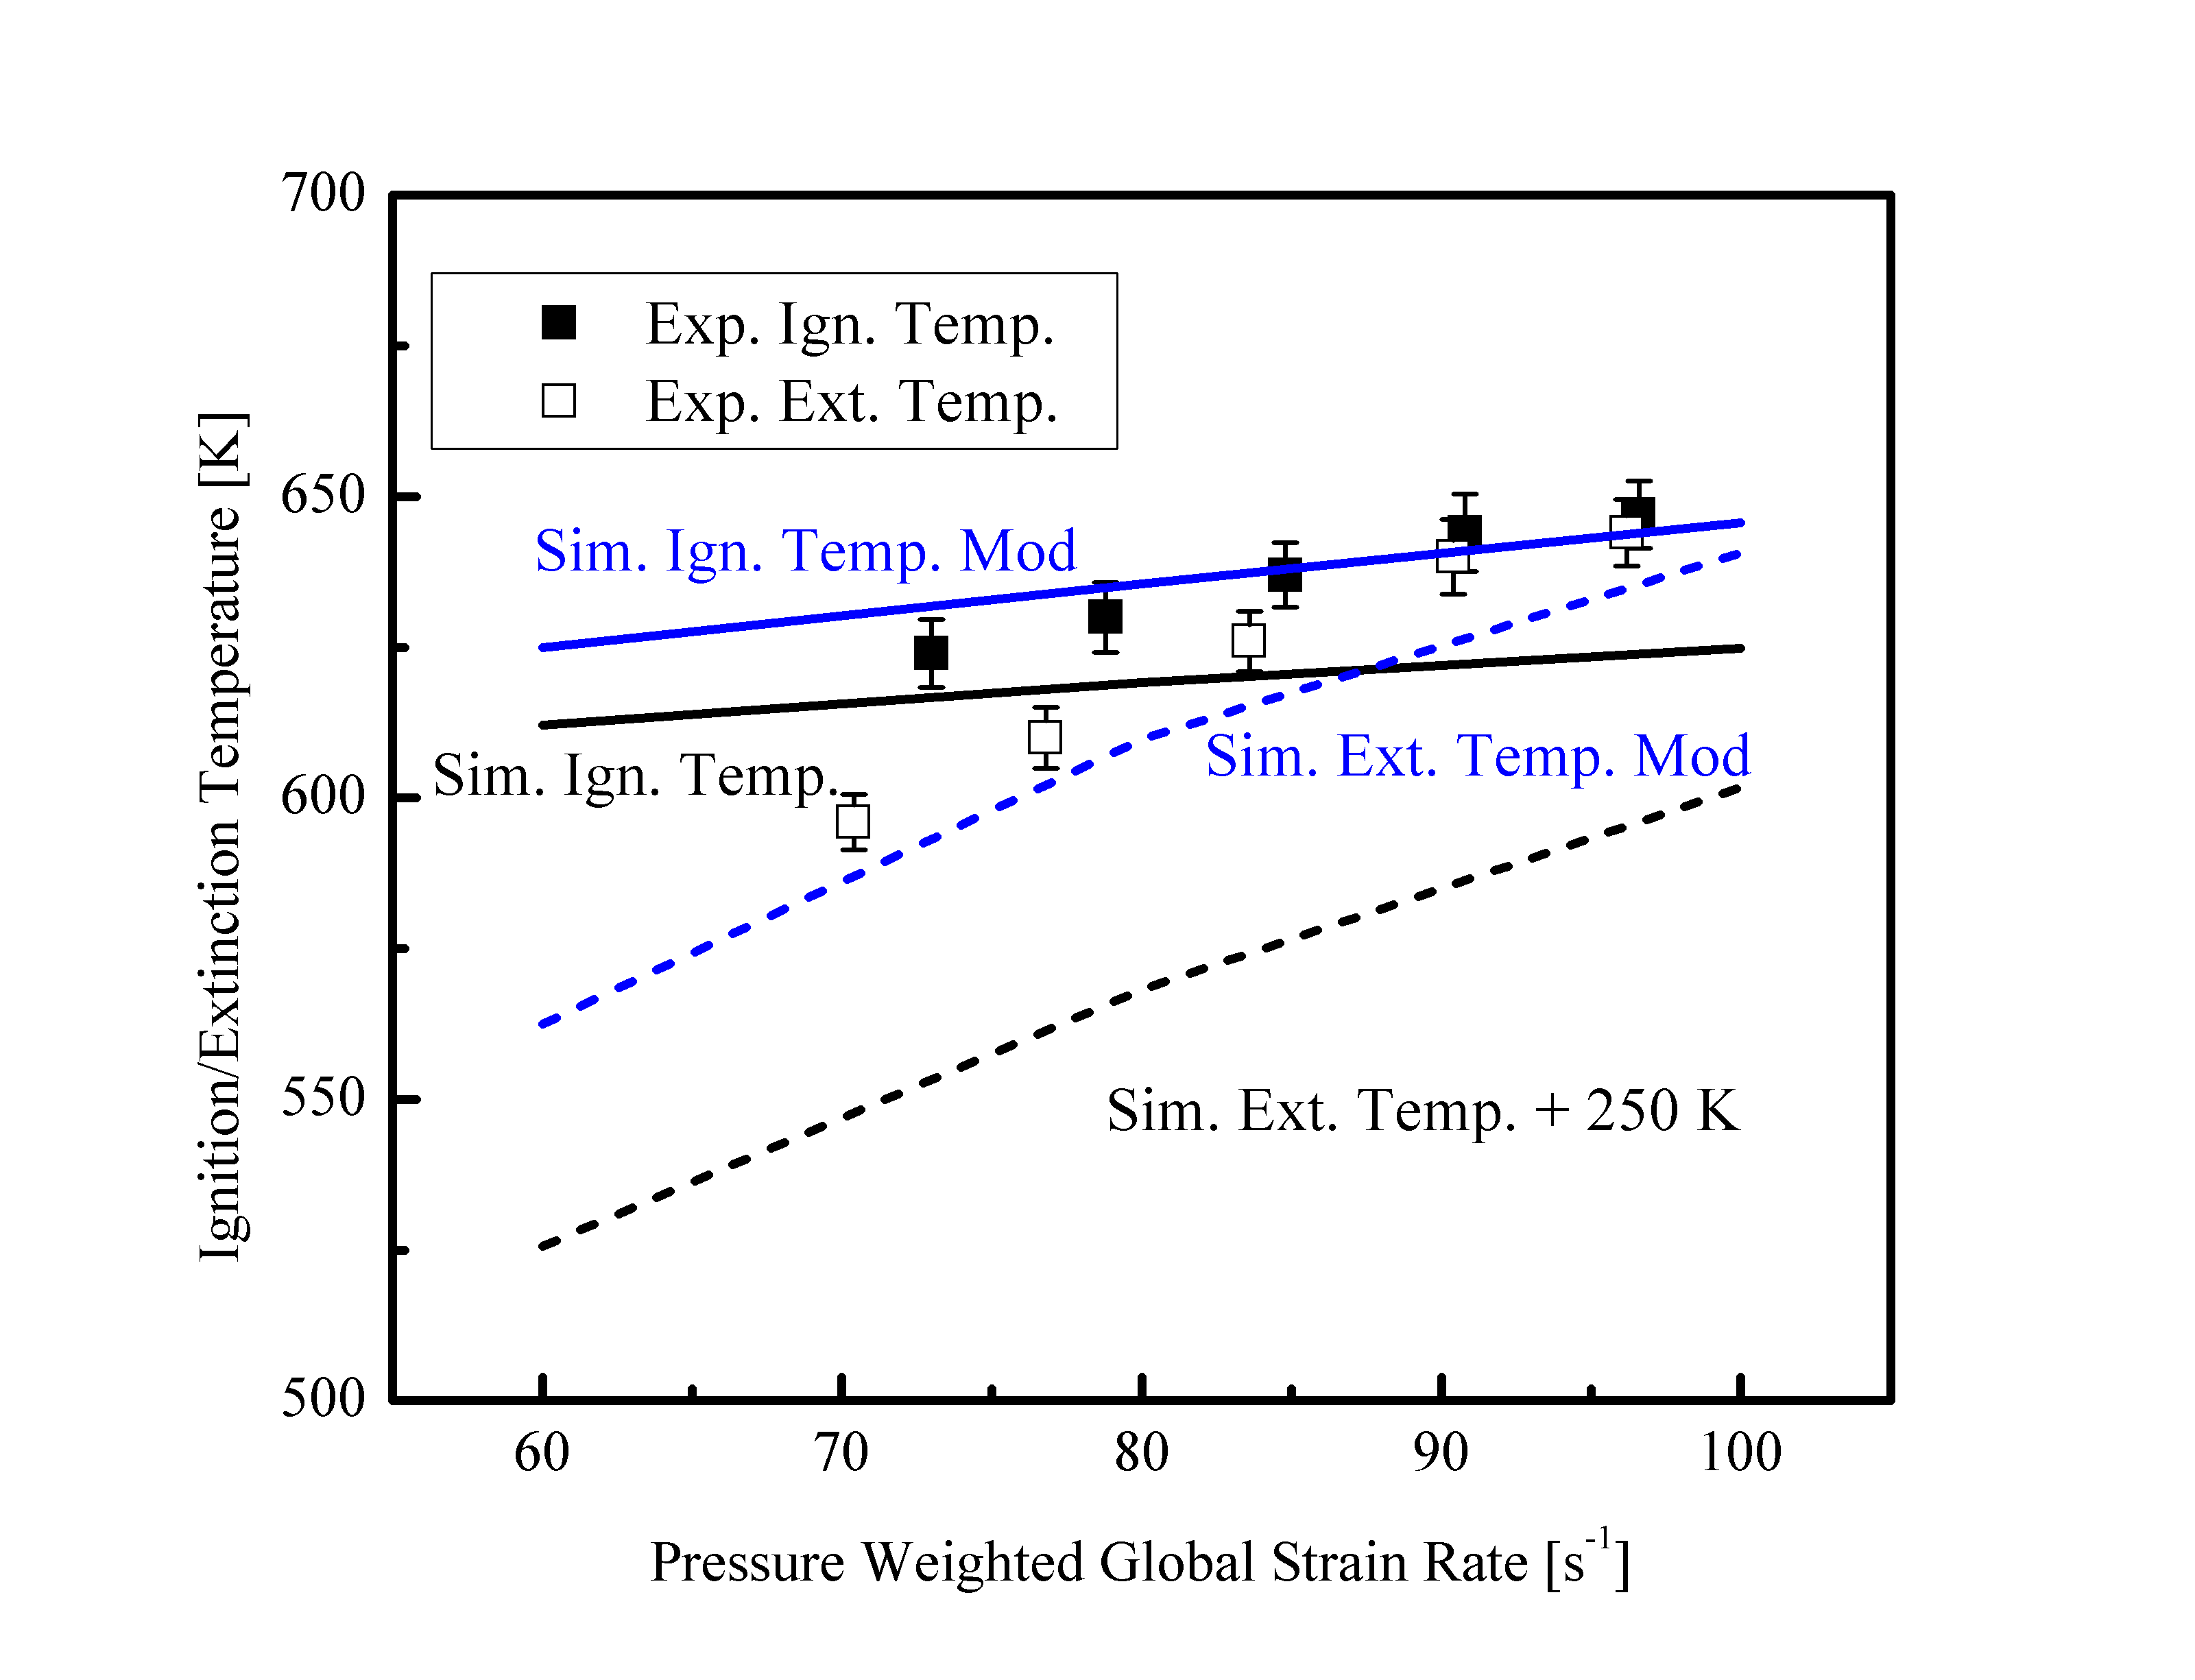 700
650
600
550
500
Ignition/Extinction Temperature [K]
Exp. Ign. Temp.
Exp. Ext. Temp.
Sim. Ign. Temp. Mod
Sim. Ign. Temp.
Sim. Ext. Temp. Mod
Sim. Ext. Temp. + 250 K
60 70 80 90 100
Pressure Weighted Global Strain Rate [s⁻¹]